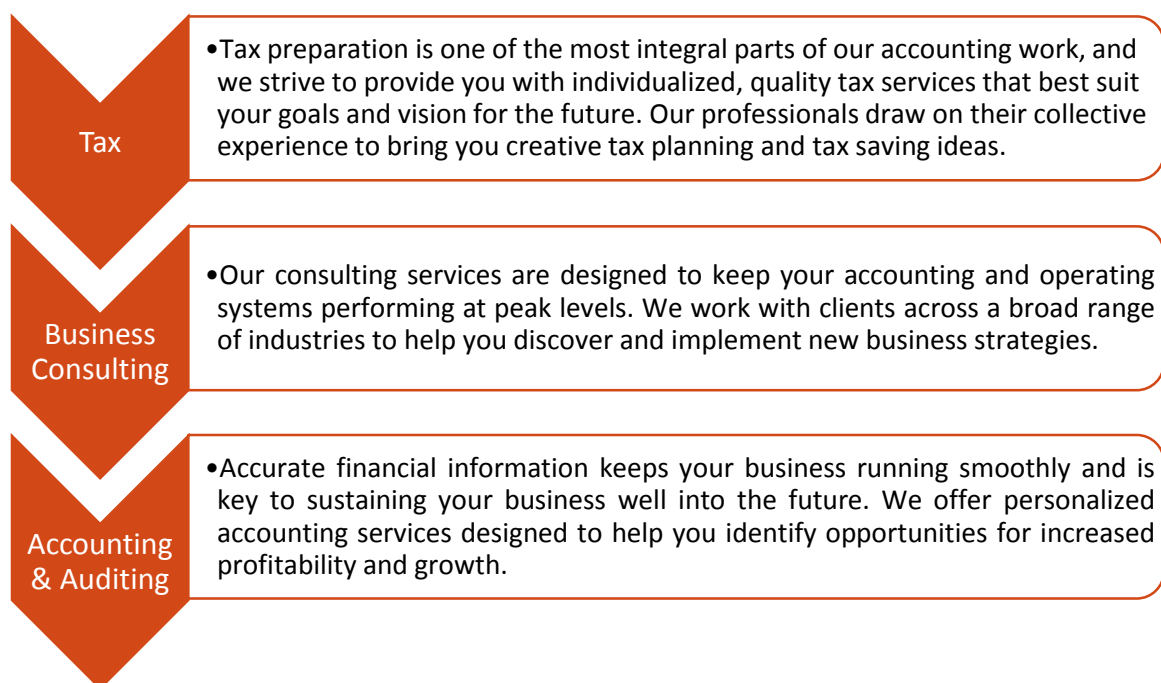 Tax
•Tax preparation is one of the most integral parts of our accounting work, and
we strive to provide you with individualized, quality tax services that best suit
your goals and vision for the future. Our professionals draw on their collective
experience to bring you creative tax planning and tax saving ideas.
Business
Consulting
•Our consulting services are designed to keep your accounting and operating
systems performing at peak levels. We work with clients across a broad range
of industries to help you discover and implement new business strategies.
Accounting
& Auditing
•Accurate financial information keeps your business running smoothly and is
key to sustaining your business well into the future. We offer personalized
accounting services designed to help you identify opportunities for increased
profitability and growth.